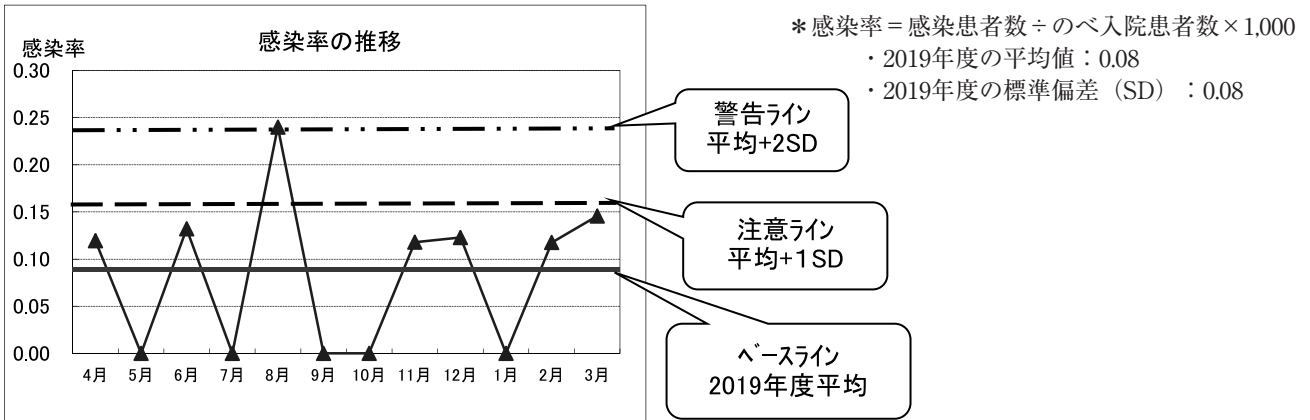 感染率の推移
感染率
0.30
0.25
0.20
0.15
0.10
0.05
0.00
4月 5月 6月 7月 8月 9月 10月 11月 12月 1月 2月 3月
警告ライン
平均+2SD
注意ライン
平均+1SD
ベースライン
2019年度平均
*感染率=感染患者数÷のべ入院患者数×1,000
・2019年度の平均値:0.08
・2019年度の標準偏差(SD):0.08